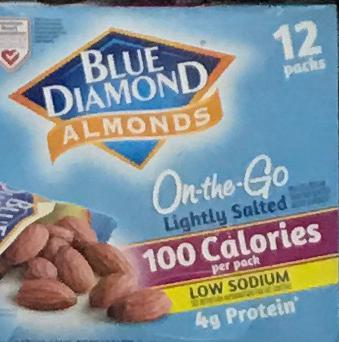 12
packs
BLUE
DIAMOND
ALMONDS
On-the-Go
Lightly Salted
100 Calories
per pack
LOW SODIUM
4g Protein*